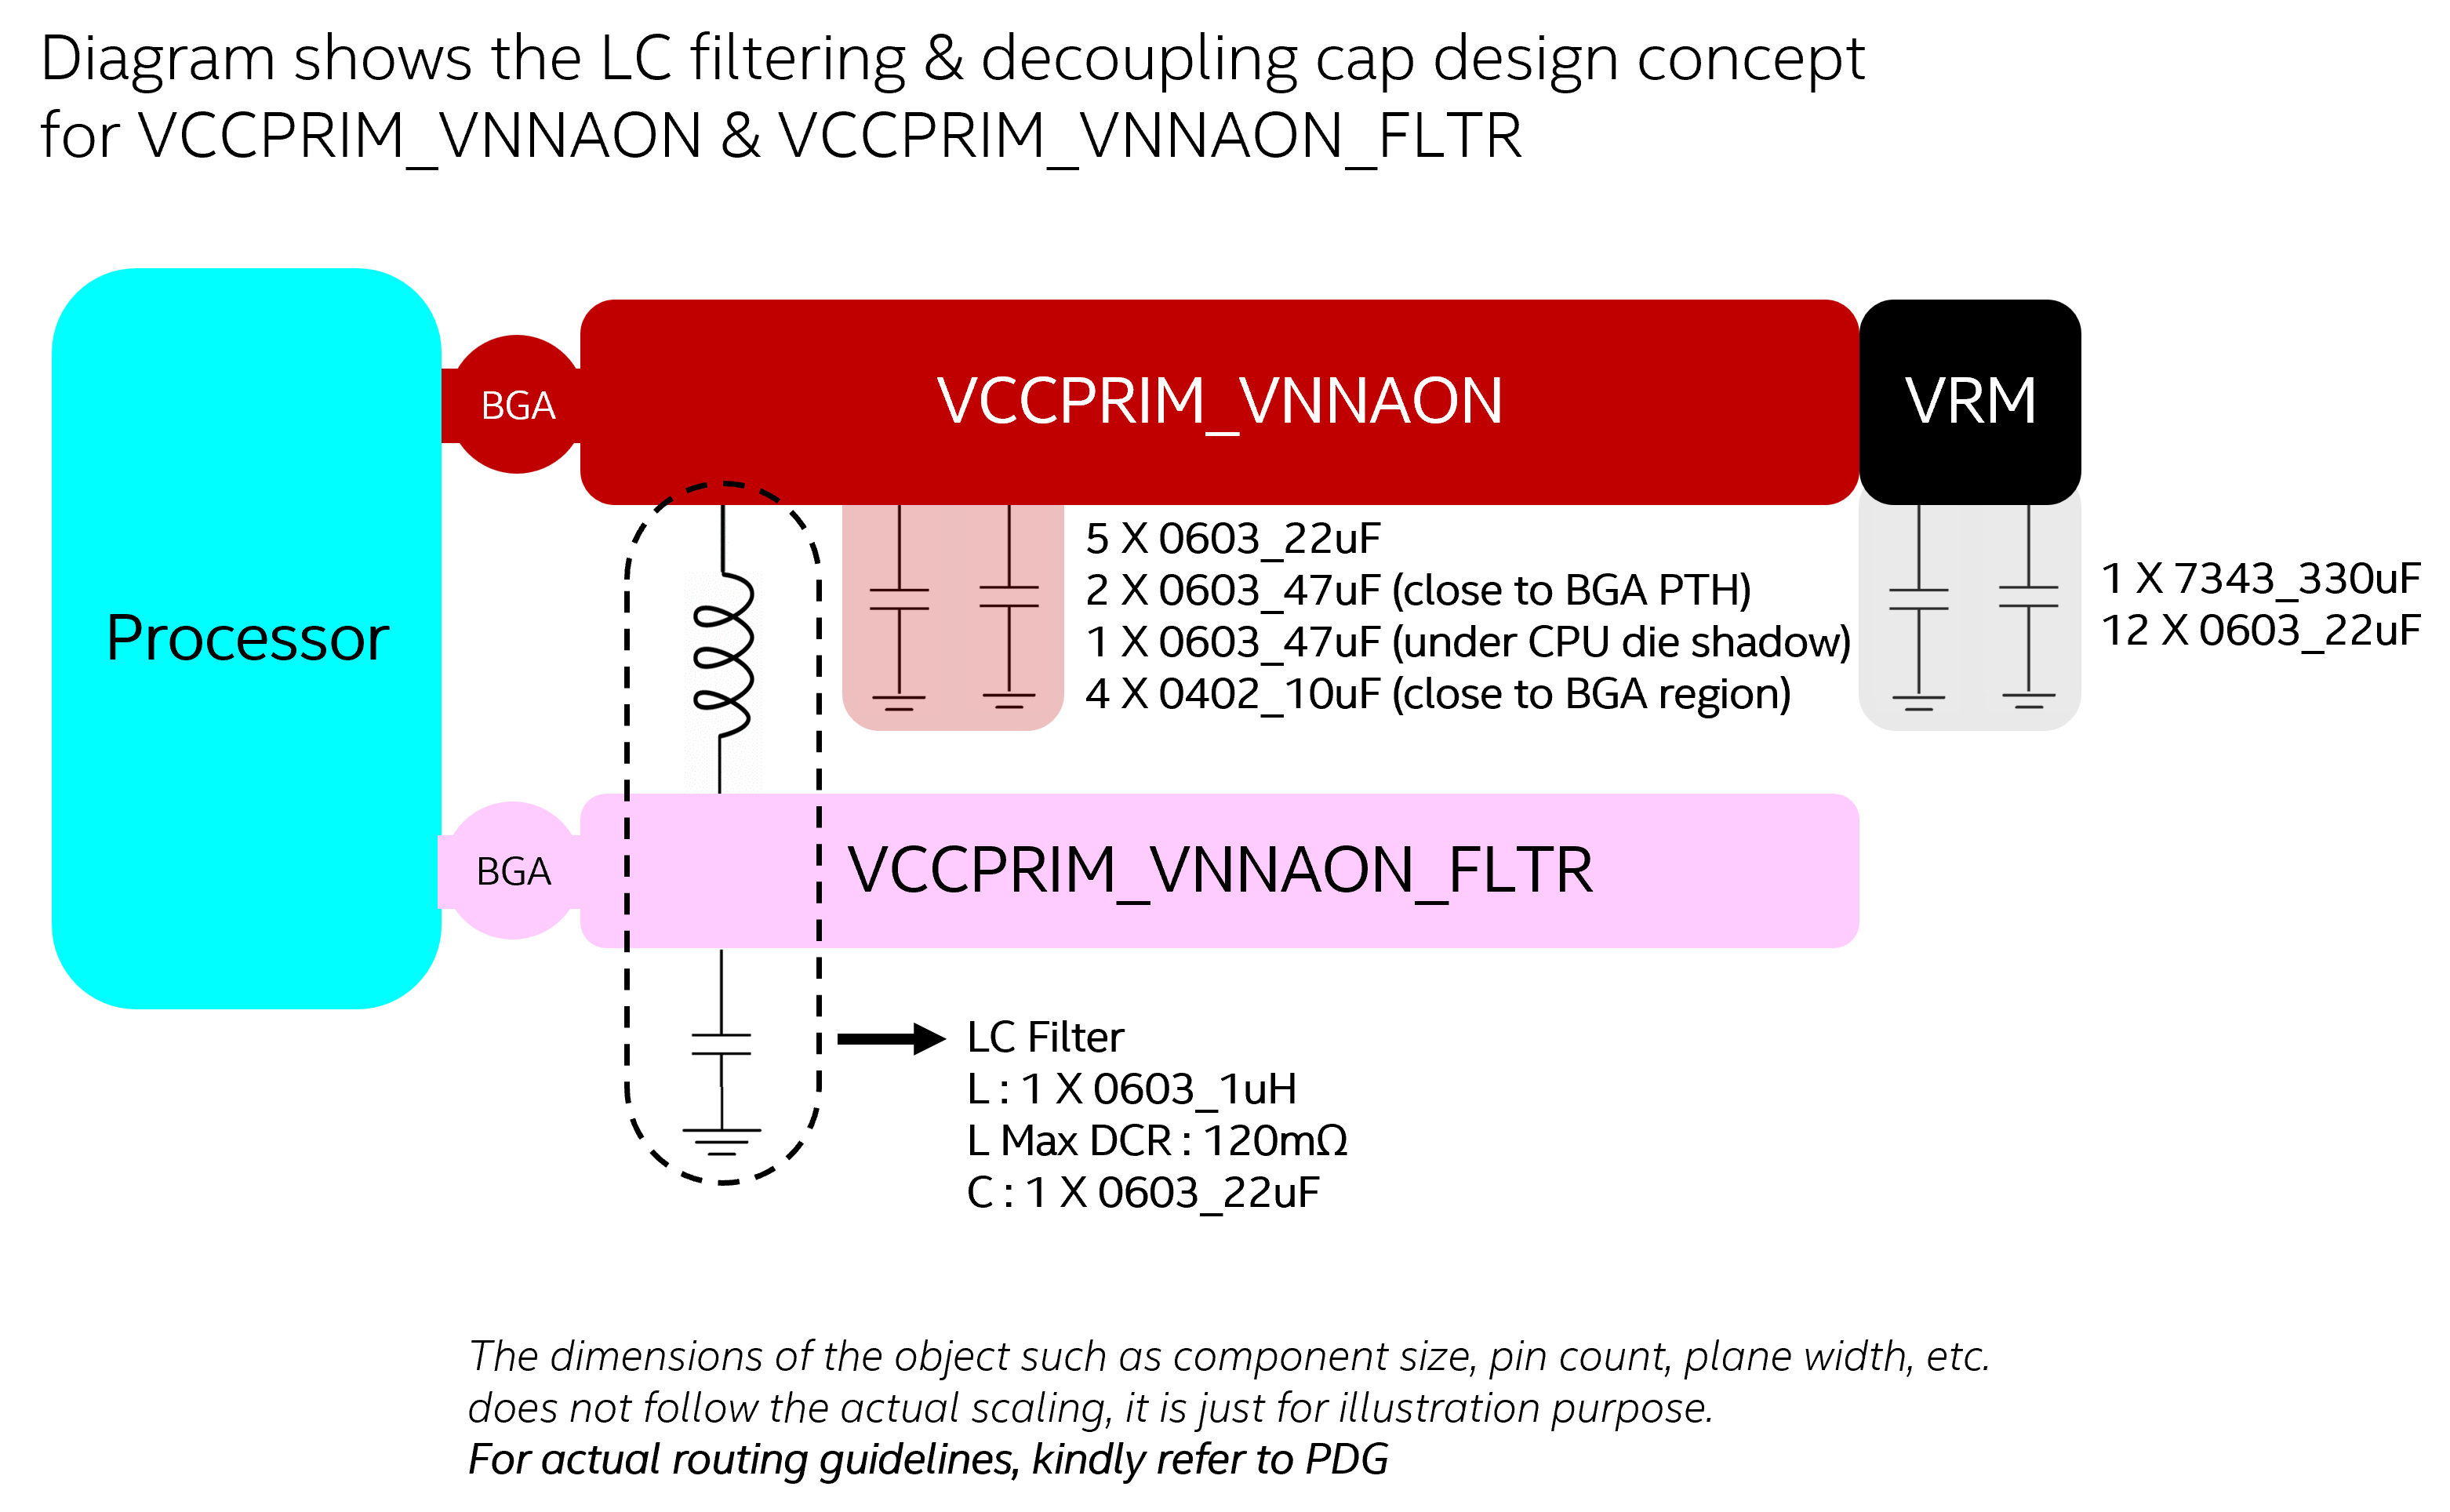 Diagram shows the LC filtering & decoupling cap design concept
for VCCPRIM_VNNAON & VCCPRIM_VNNAON_FLTR
BGA
VCCPRIM_VNNAON
VRM
5 X 0603_22uF
2 X 0603_47uF (close to BGA PTH)
1 X 0603_47uF (under CPU die shadow)
4 X 0402_10uF (close to BGA region)
1 X 7343_330uF
12 X 0603_22uF
Processor
BGA
VCCPRIM_VNNAON_FLTR
LC Filter
L : 1 X 0603_1uH
L Max DCR : 120mΩ
C : 1 X 0603_22uF
The dimensions of the object such as component size, pin count, plane width, etc.
does not follow the actual scaling, it is just for illustration purpose.
For actual routing guidelines, kindly refer to PDG